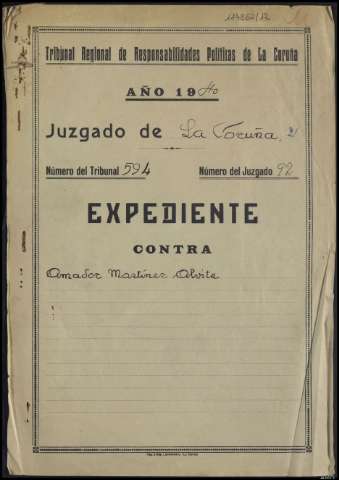 Tribunal Regional de Responsabilidades Políticas de La Coruña
AÑO 1940
Juzgado de La Coruña
Número del Tribunal 594 Número del Juzgado 92
EXPEDIENTE
CONTRA
Amador Martínez Alvite